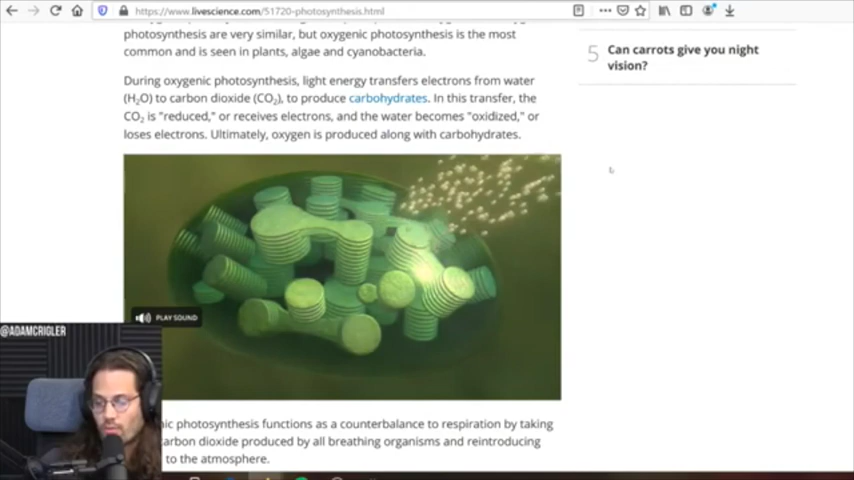 https://www.livescience.com/51720-photosynthesis.html
photosynthesis are very similar, but oxygenic photosynthesis is the most
common and is seen in plants, algae and cyanobacteria.
During oxygenic photosynthesis, light energy transfers electrons from water
(H₂O) to carbon dioxide (CO₂), to produce carbohydrates. In this transfer, the
CO₂ is "reduced," or receives electrons, and the water becomes "oxidized," or
loses electrons. Ultimately, oxygen is produced along with carbohydrates.
5 Can carrots give you night
vision?
PLAY SOUND
@ADAMCRIGLER
photosynthesis functions as a counterbalance to respiration by taking
carbon dioxide produced by all breathing organisms and reintroducing
to the atmosphere.